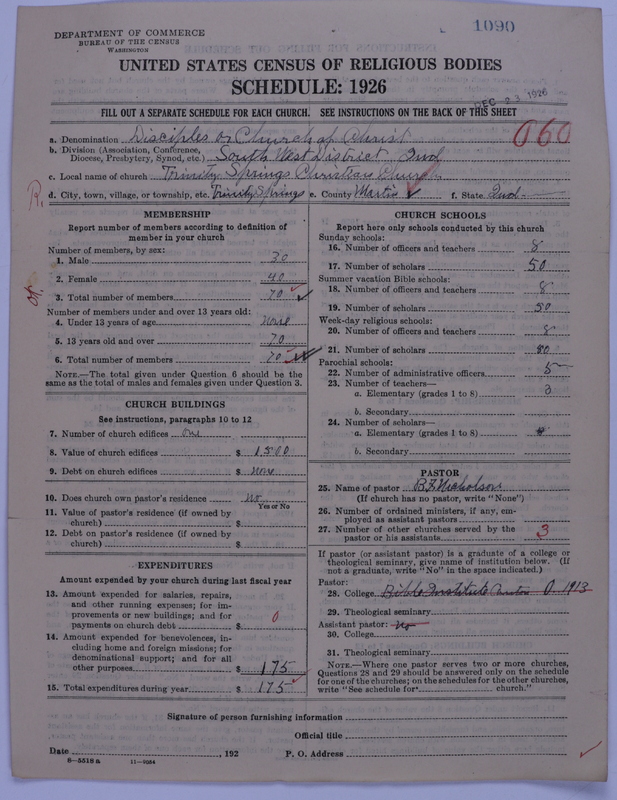 1090
DEPARTMENT OF COMMERCE
BUREAU OF THE CENSUS
WASHINGTON
UNITED STATES CENSUS OF RELIGIOUS BODIES
SCHEDULE: 1926
DEC 23 1926
FILL OUT A SEPARATE SCHEDULE FOR EACH CHURCH. SEE INSTRUCTIONS ON THE BACK OF THIS SHEET
060
a. Denomination Disciples or Church of Christ
b. Division (Association, Conference, Diocese, Presbytery, Synod, etc.) South West District Ind
c. Local name of church Trinity Springs Christian Church
d. City, town, village, or township, etc. Trinity Springs e. County Martin f. State Ind.
MEMBERSHIP
Report number of members according to definition of
member in your church
Number of members, by sex:
1. Male 30
2. Female 40
3. Total number of members 70
Number of members under and over 13 years old:
4. Under 13 years of age None
5. 13 years old and over 70
6. Total number of members 70
NOTE.—The total given under Question 6 should be
same as the total of males and females given under Question 3.
CHURCH BUILDINGS
See instructions, paragraphs 10 to 12
7. Number of church edifices one
8. Value of church edifices $ 1500
9. Debt on church edifices $ None
10. Does church own pastor's residence No
Yes or No
11. Value of pastor's residence (if owned by
church) $
12. Debt on pastor's residence (if owned by
church) $
EXPENDITURES
Amount expended by your church during last fiscal year
13. Amount expended for salaries, repairs,
and other running expenses; for im-
provements or new buildings; and for
payments on church debt $ 0
14. Amount expended for benevolences, in-
cluding home and foreign missions; for
denominational support; and for all
other purposes $ 175
15. Total expenditures during year $ 175
CHURCH SCHOOLS
Report here only schools conducted by this church
Sunday schools:
16. Number of officers and teachers 8
17. Number of scholars 50
Summer vacation Bible schools:
18. Number of officers and teachers 8
19. Number of scholars 50
Week-day religious schools:
20. Number of officers and teachers 8
21. Number of scholars 80
Parochial schools:
22. Number of administrative officers 5
23. Number of teachers—
a. Elementary (grades 1 to 8) 3
b. Secondary
24. Number of scholars—
a. Elementary (grades 1 to 8)
b. Secondary
PASTOR
25. Name of pastor B.F. Nicholson
(If church has no pastor, write "None")
26. Number of ordained ministers, if any, em-
ployed as assistant pastors
27. Number of other churches served by the
pastor or his assistants 3
If pastor (or assistant pastor) is a graduate of a college or
theological seminary, give name of institution below. (If
not a graduate, write "No" in the space indicated.)
Pastor:
28. College Bible Institute Canton O. 1913
29. Theological seminary
Assistant pastor: No
30. College
31. Theological seminary
NOTE.—Where one pastor serves two or more churches,
Questions 28 and 29 should be answered only on the schedule
for one of the churches; on the schedules for the other churches,
write "See schedule for church."
Signature of person furnishing information
Official title
Date , 192 P. O. Address
8—5518 a 11—9054